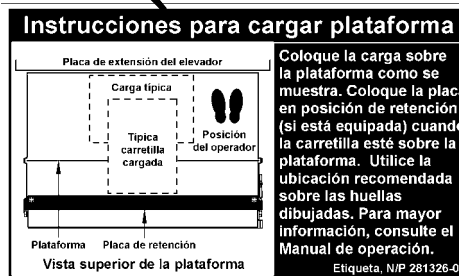 Instrucciones para cargar plataforma
Placa de extensión del elevador
Carga típica
Típica
carretilla
cargada
Posición
del operador
Plataforma
Placa de retención
Vista superior de la plataforma
Coloque la carga sobre
la plataforma como se
muestra. Coloque la placa
en posición de retención
(si está equipada) cuando
la carretilla esté sobre la
plataforma. Utilice la
ubicación recomendada
sobre las huellas
dibujadas. Para mayor
información, consulte el
Manual de operación.
Etiqueta, N/P 281326-0